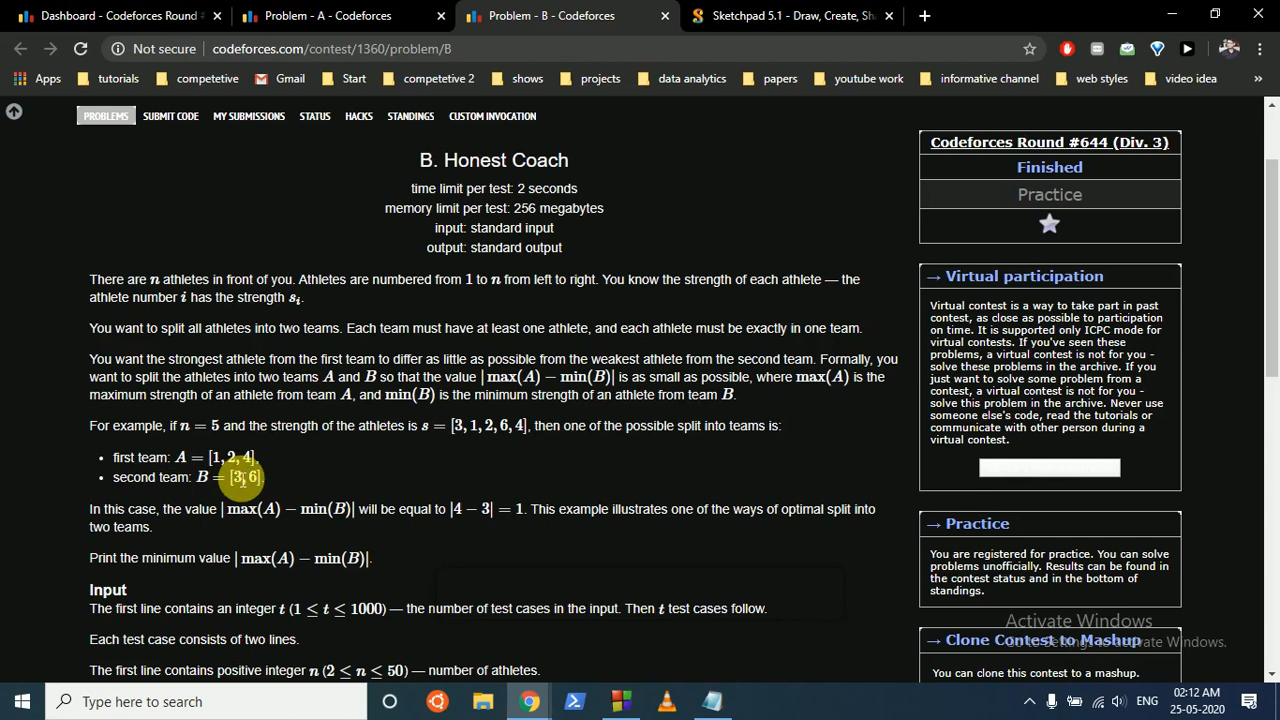 Dashboard - Codeforces Round #
Problem - A - Codeforces
Problem - B - Codeforces
Sketchpad 5.1 - Draw, Create, Sh
Not secure codeforces.com/contest/1360/problem/B
Apps tutorials competetive Gmail Start competetive 2 shows projects data analytics papers youtube work informative channel web styles video idea »
PROBLEMS SUBMIT CODE MY SUBMISSIONS STATUS HACKS STANDINGS CUSTOM INVOCATION
B. Honest Coach
time limit per test: 2 seconds
memory limit per test: 256 megabytes
input: standard input
output: standard output
There are n athletes in front of you. Athletes are numbered from 1 to n from left to right. You know the strength of each athlete — the
athlete number i has the strength sᵢ.
You want to split all athletes into two teams. Each team must have at least one athlete, and each athlete must be exactly in one team.
You want the strongest athlete from the first team to differ as little as possible from the weakest athlete from the second team. Formally, you
want to split the athletes into two teams A and B so that the value |max(A) − min(B)| is as small as possible, where max(A) is the
maximum strength of an athlete from team A, and min(B) is the minimum strength of an athlete from team B.
For example, if n = 5 and the strength of the athletes is s = [3, 1, 2, 6, 4], then one of the possible split into teams is:
• first team: A = [1, 2, 4],
• second team: B = [3, 6].
In this case, the value |max(A) − min(B)| will be equal to |4 − 3| = 1. This example illustrates one of the ways of optimal split into
two teams.
Print the minimum value |max(A) − min(B)|.
Input
The first line contains an integer t (1 ≤ t ≤ 1000) — the number of test cases in the input. Then t test cases follow.
Each test case consists of two lines.
The first line contains positive integer n (2 ≤ n ≤ 50) — number of athletes.
Codeforces Round #644 (Div. 3)
Finished
Practice
→ Virtual participation
Virtual contest is a way to take part in past
contest, as close as possible to participation
on time. It is supported only ICPC mode for
virtual contests. If you've seen these
problems, a virtual contest is not for you -
solve these problems in the archive. If you
just want to solve some problem from a
contest, a virtual contest is not for you -
solve this problem in the archive. Never use
someone else's code, read the tutorials or
communicate with other person during a
virtual contest.
→ Practice
You are registered for practice. You can solve
problems unofficially. Results can be found in
the contest status and in the bottom of
standings.
→ Clone Contest to Mashup
You can clone this contest to a mashup.
Activate Windows
Go to Settings to activate Windows.
Type here to search
ENG
02:12 AM
25-05-2020